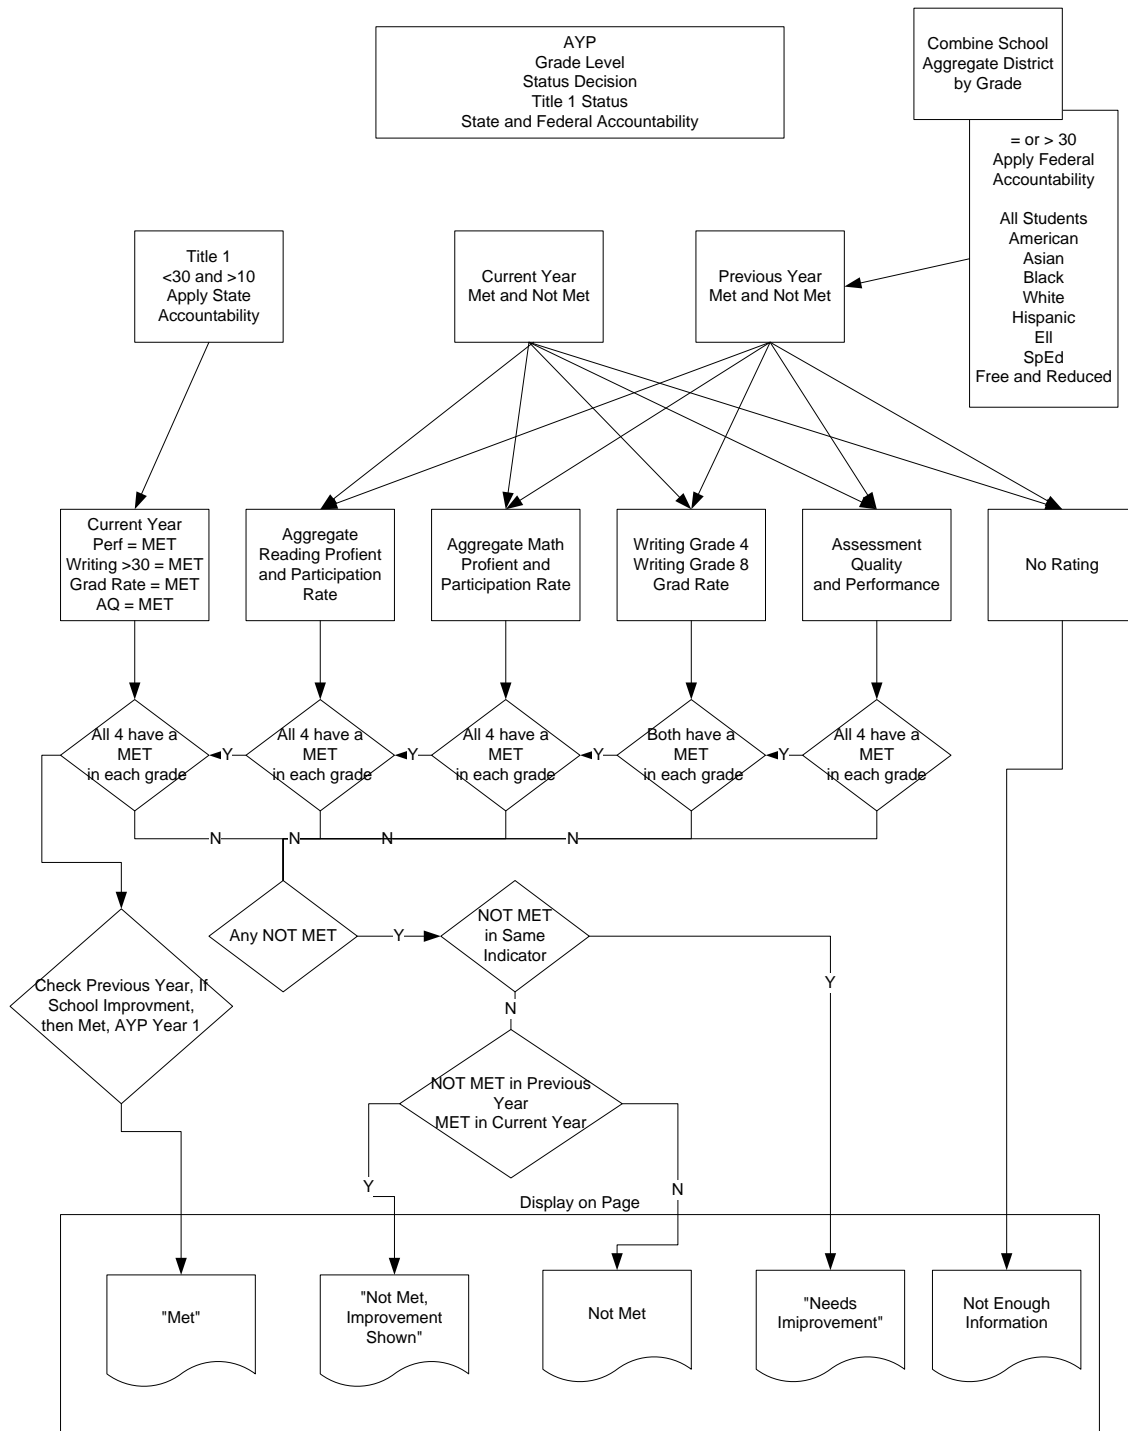 AYP
Grade Level
Status Decision
Title 1 Status
State and Federal Accountability
Combine School
Aggregate District
by Grade
= or > 30
Apply Federal
Accountability
All Students
American
Asian
Black
White
Hispanic
Ell
SpEd
Free and Reduced
Title 1
<30 and >10
Apply State
Accountability
Current Year
Met and Not Met
Previous Year
Met and Not Met
Current Year
Perf = MET
Writing >30 = MET
Grad Rate = MET
AQ = MET
Aggregate
Reading Profient
and Participation
Rate
Aggregate Math
Profient and
Participation Rate
Writing Grade 4
Writing Grade 8
Grad Rate
Assessment
Quality
and Performance
No Rating
All 4 have a
MET
in each grade
Y
All 4 have a
MET
in each grade
Y
All 4 have a
MET
in each grade
Y
Both have a
MET
in each grade
Y
All 4 have a
MET
in each grade
N
N
N
N
Any NOT MET
Y
NOT MET
in Same
Indicator
Y
N
Check Previous Year, If
School Improvment,
then Met, AYP Year 1
NOT MET in Previous
Year
MET in Current Year
Y
N
Display on Page
"Met"
"Not Met,
Improvement
Shown"
Not Met
"Needs
Imiprovement"
Not Enough
Information